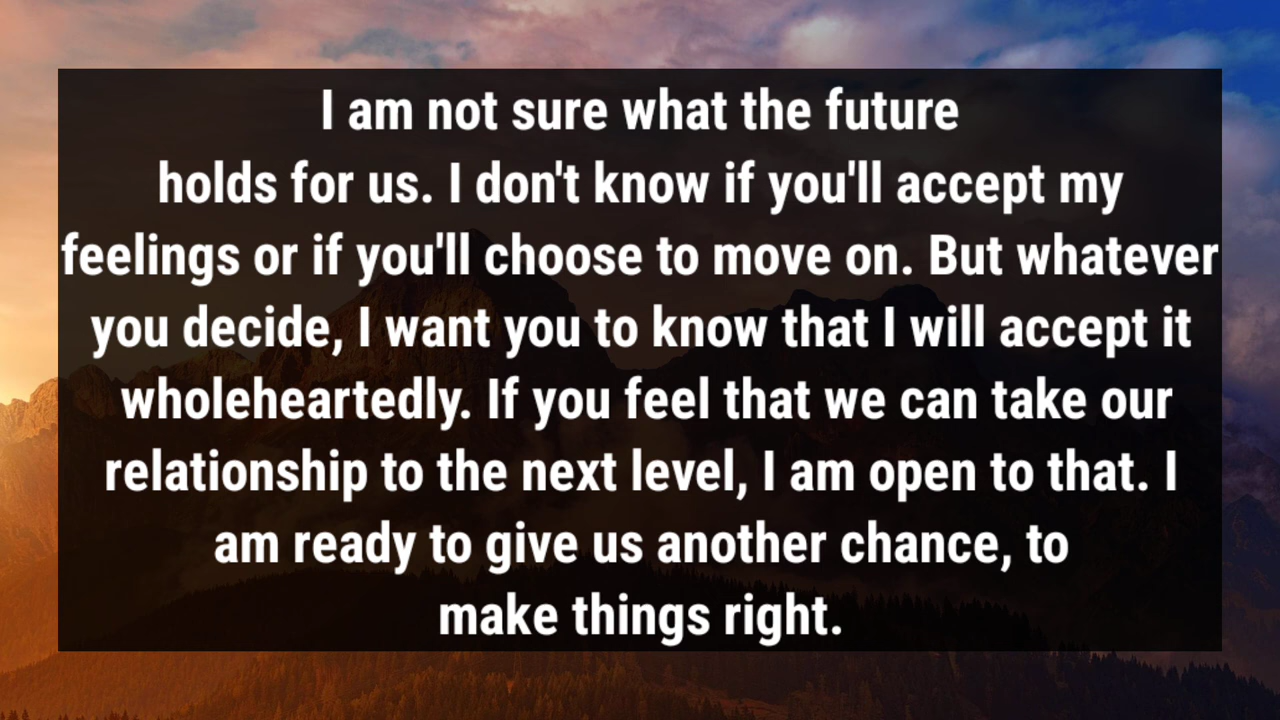 I am not sure what the future
holds for us. I don't know if you'll accept my
feelings or if you'll choose to move on. But whatever
you decide, I want you to know that I will accept it
wholeheartedly. If you feel that we can take our
relationship to the next level, I am open to that. I
am ready to give us another chance, to
make things right.